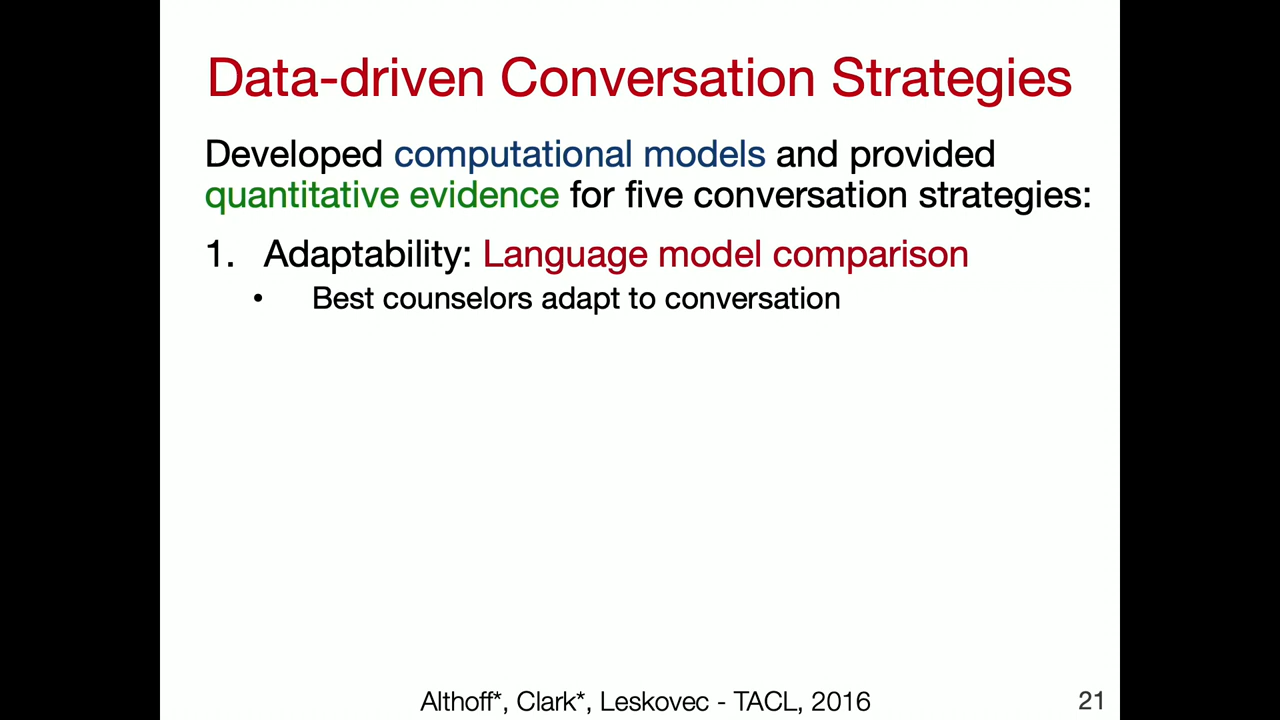 Data-driven Conversation Strategies
Developed computational models and provided
quantitative evidence for five conversation strategies:
1. Adaptability: Language model comparison
• Best counselors adapt to conversation
Althoff*, Clark*, Leskovec - TACL, 2016
21